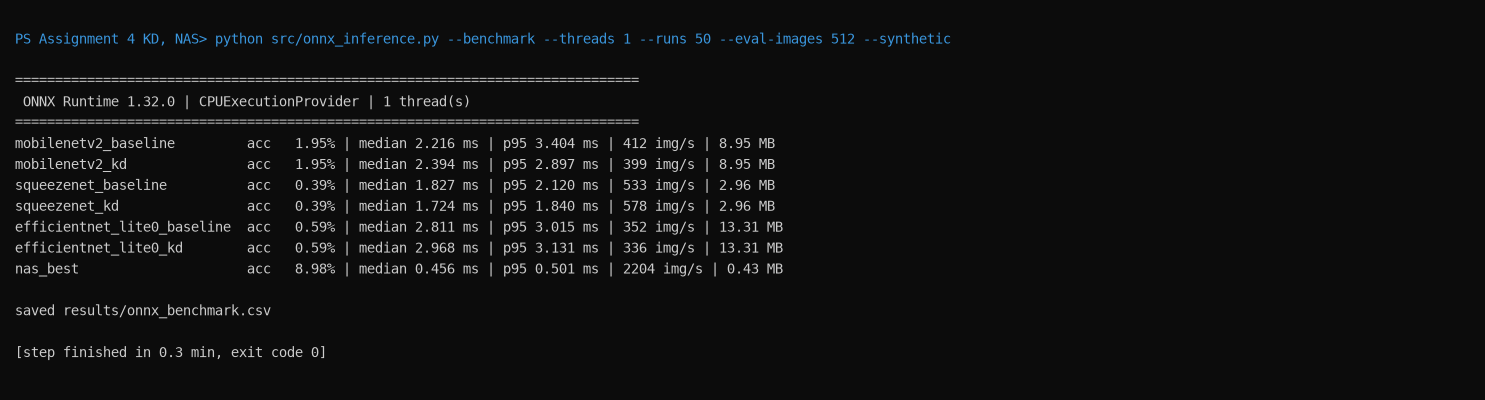 PS Assignment 4 KD, NAS> python src/onnx_inference.py --benchmark --threads 1 --runs 50 --eval-images 512 --synthetic
==============================================================================
 ONNX Runtime 1.32.0 | CPUExecutionProvider | 1 thread(s)
==============================================================================
mobilenetv2_baseline         acc   1.95% | median 2.216 ms | p95 3.404 ms | 412 img/s | 8.95 MB
mobilenetv2_kd               acc   1.95% | median 2.394 ms | p95 2.897 ms | 399 img/s | 8.95 MB
squeezenet_baseline          acc   0.39% | median 1.827 ms | p95 2.120 ms | 533 img/s | 2.96 MB
squeezenet_kd                acc   0.39% | median 1.724 ms | p95 1.840 ms | 578 img/s | 2.96 MB
efficientnet_lite0_baseline  acc   0.59% | median 2.811 ms | p95 3.015 ms | 352 img/s | 13.31 MB
efficientnet_lite0_kd        acc   0.59% | median 2.968 ms | p95 3.131 ms | 336 img/s | 13.31 MB
nas_best                     acc   8.98% | median 0.456 ms | p95 0.501 ms | 2204 img/s | 0.43 MB
saved results/onnx_benchmark.csv
[step finished in 0.3 min, exit code 0]